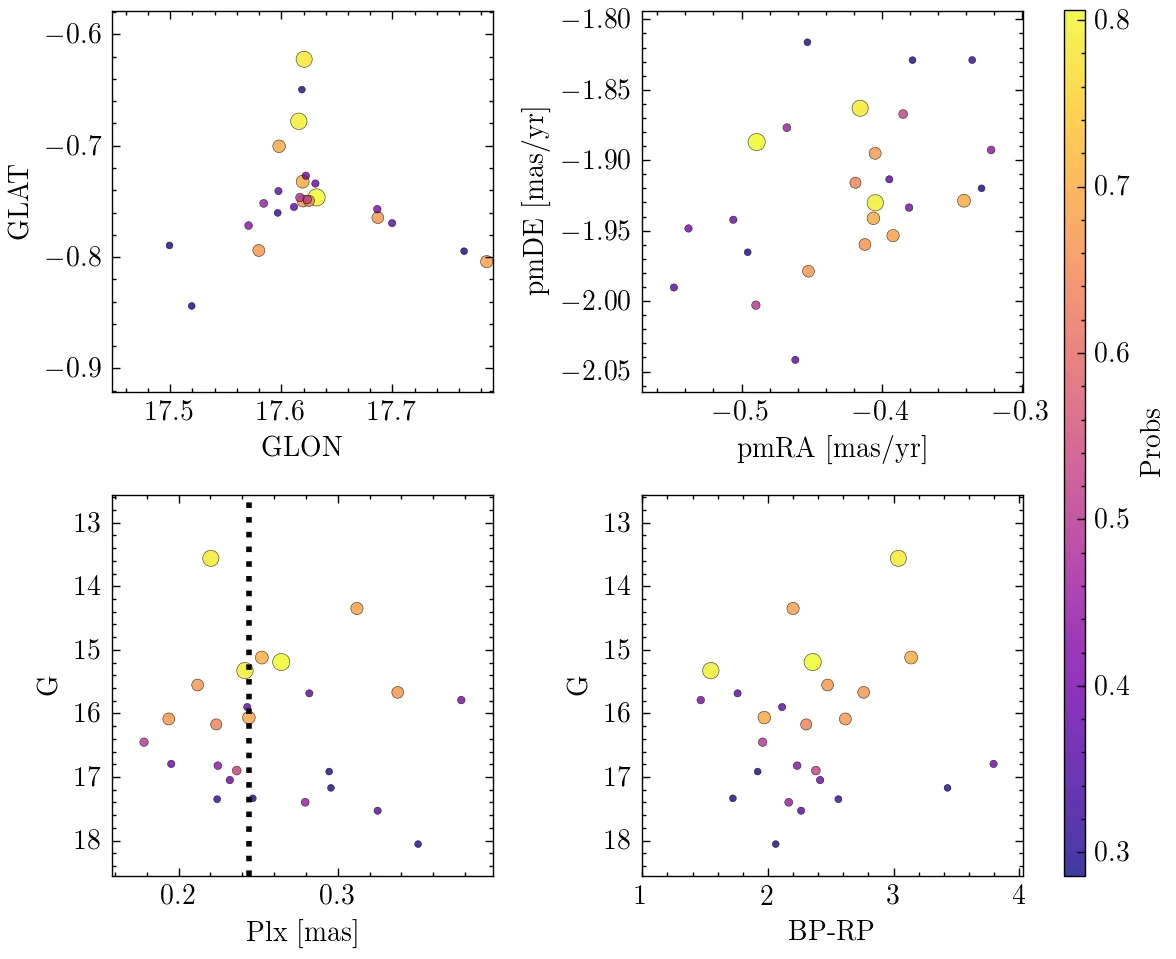 −0.6
−0.7
−0.8
−0.9
GLAT
17.5 17.6 17.7
GLON
−1.80
−1.85
−1.90
−1.95
−2.00
−2.05
pmDE [mas/yr]
−0.5 −0.4 −0.3
pmRA [mas/yr]
13
14
15
16
17
18
G
0.2 0.3
Plx [mas]
13
14
15
16
17
18
G
1 2 3 4
BP-RP
0.8
0.7
0.6
0.5
0.4
0.3
Probs